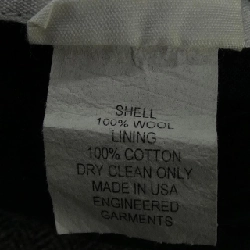 SHELL
100% WOOL
LINING
100% COTTON
DRY CLEAN ONLY
MADE IN USA
ENGINEERED
GARMENTS